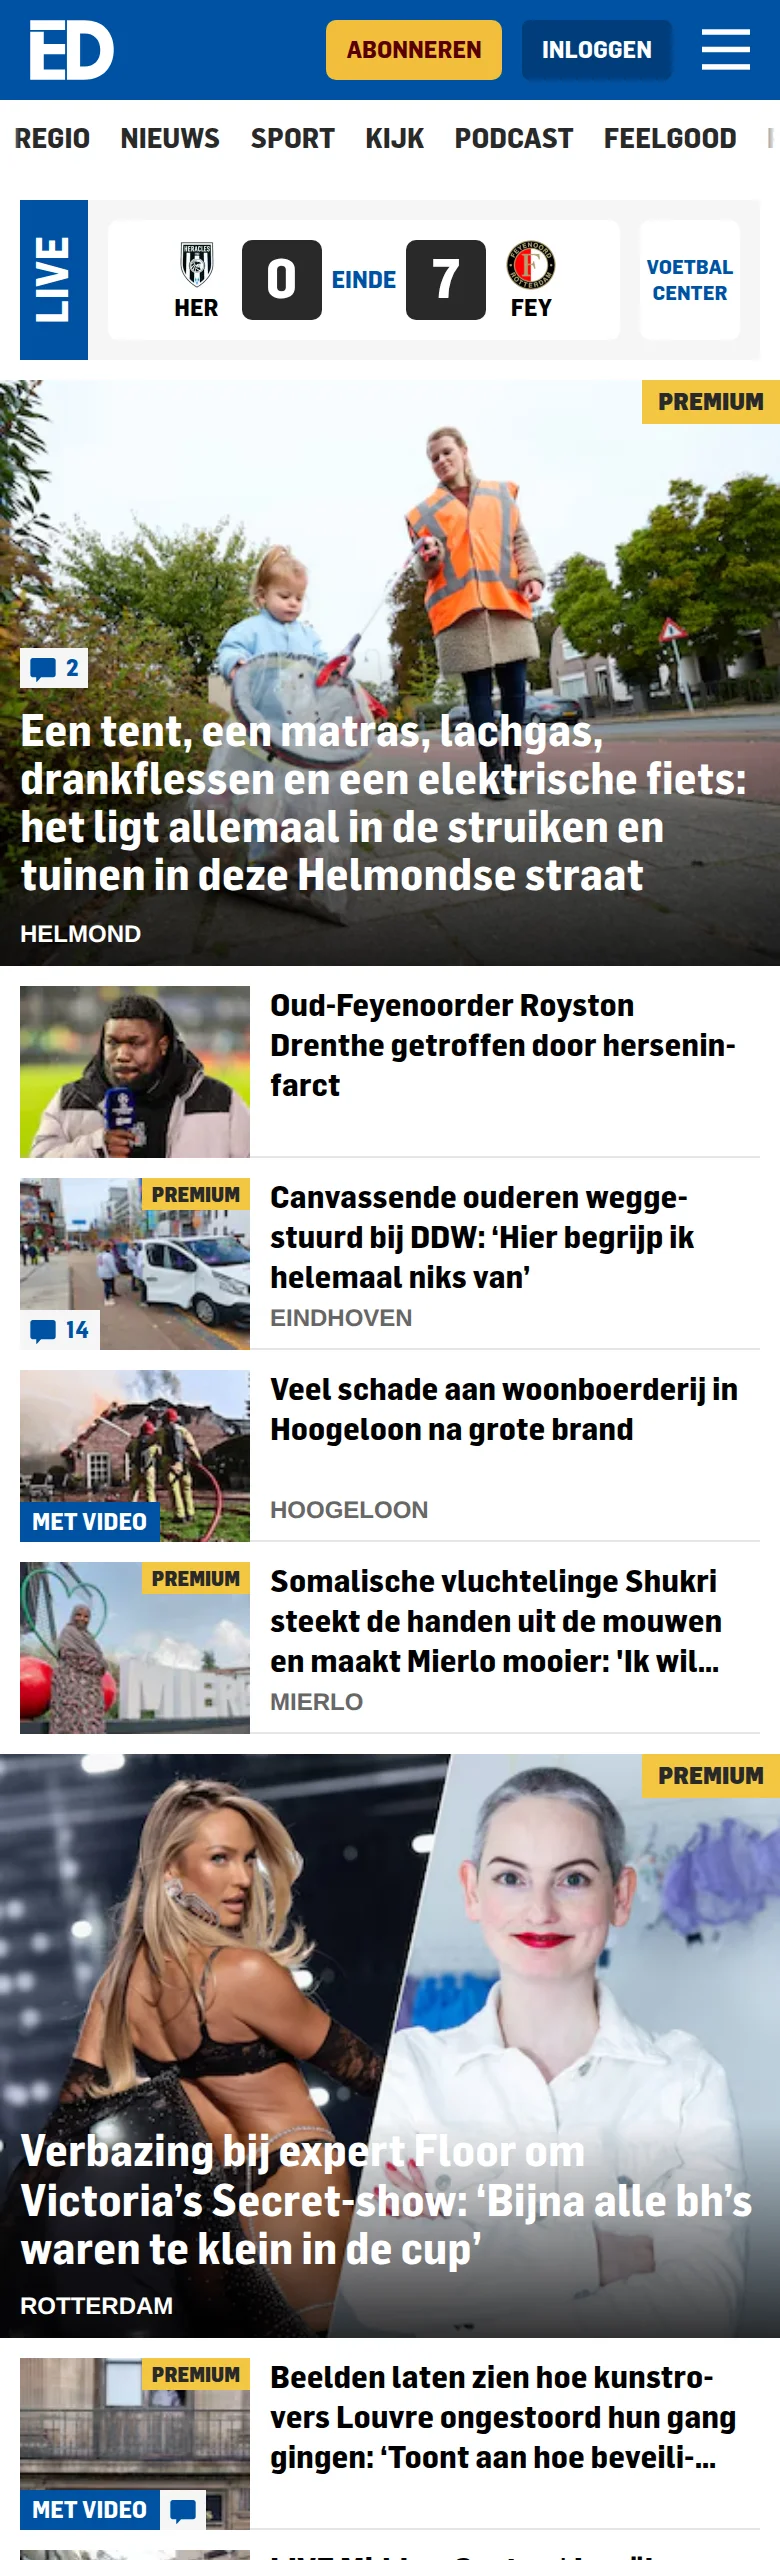 ED
ABONNEREN
INLOGGEN
REGIO NIEUWS SPORT KIJK PODCAST FEELGOOD
LIVE
HERACLES
HER
0
EINDE
7
FEYENOORD
ROTTERDAM
FEY
VOETBAL
CENTER
PREMIUM
2
Een tent, een matras, lachgas,
drankflessen en een elektrische fiets:
het ligt allemaal in de struiken en
tuinen in deze Helmondse straat
HELMOND
Oud-Feyenoorder Royston
Drenthe getroffen door hersenin-
farct
PREMIUM
14
Canvassende ouderen wegge-
stuurd bij DDW: ‘Hier begrijp ik
helemaal niks van’
EINDHOVEN
MET VIDEO
Veel schade aan woonboerderij in
Hoogeloon na grote brand
HOOGELOON
PREMIUM
Somalische vluchtelinge Shukri
steekt de handen uit de mouwen
en maakt Mierlo mooier: 'Ik wil...
MIERLO
PREMIUM
Verbazing bij expert Floor om
Victoria’s Secret-show: ‘Bijna alle bh’s
waren te klein in de cup’
ROTTERDAM
PREMIUM
MET VIDEO
Beelden laten zien hoe kunstro-
vers Louvre ongestoord hun gang
gingen: ‘Toont aan hoe beveili-...